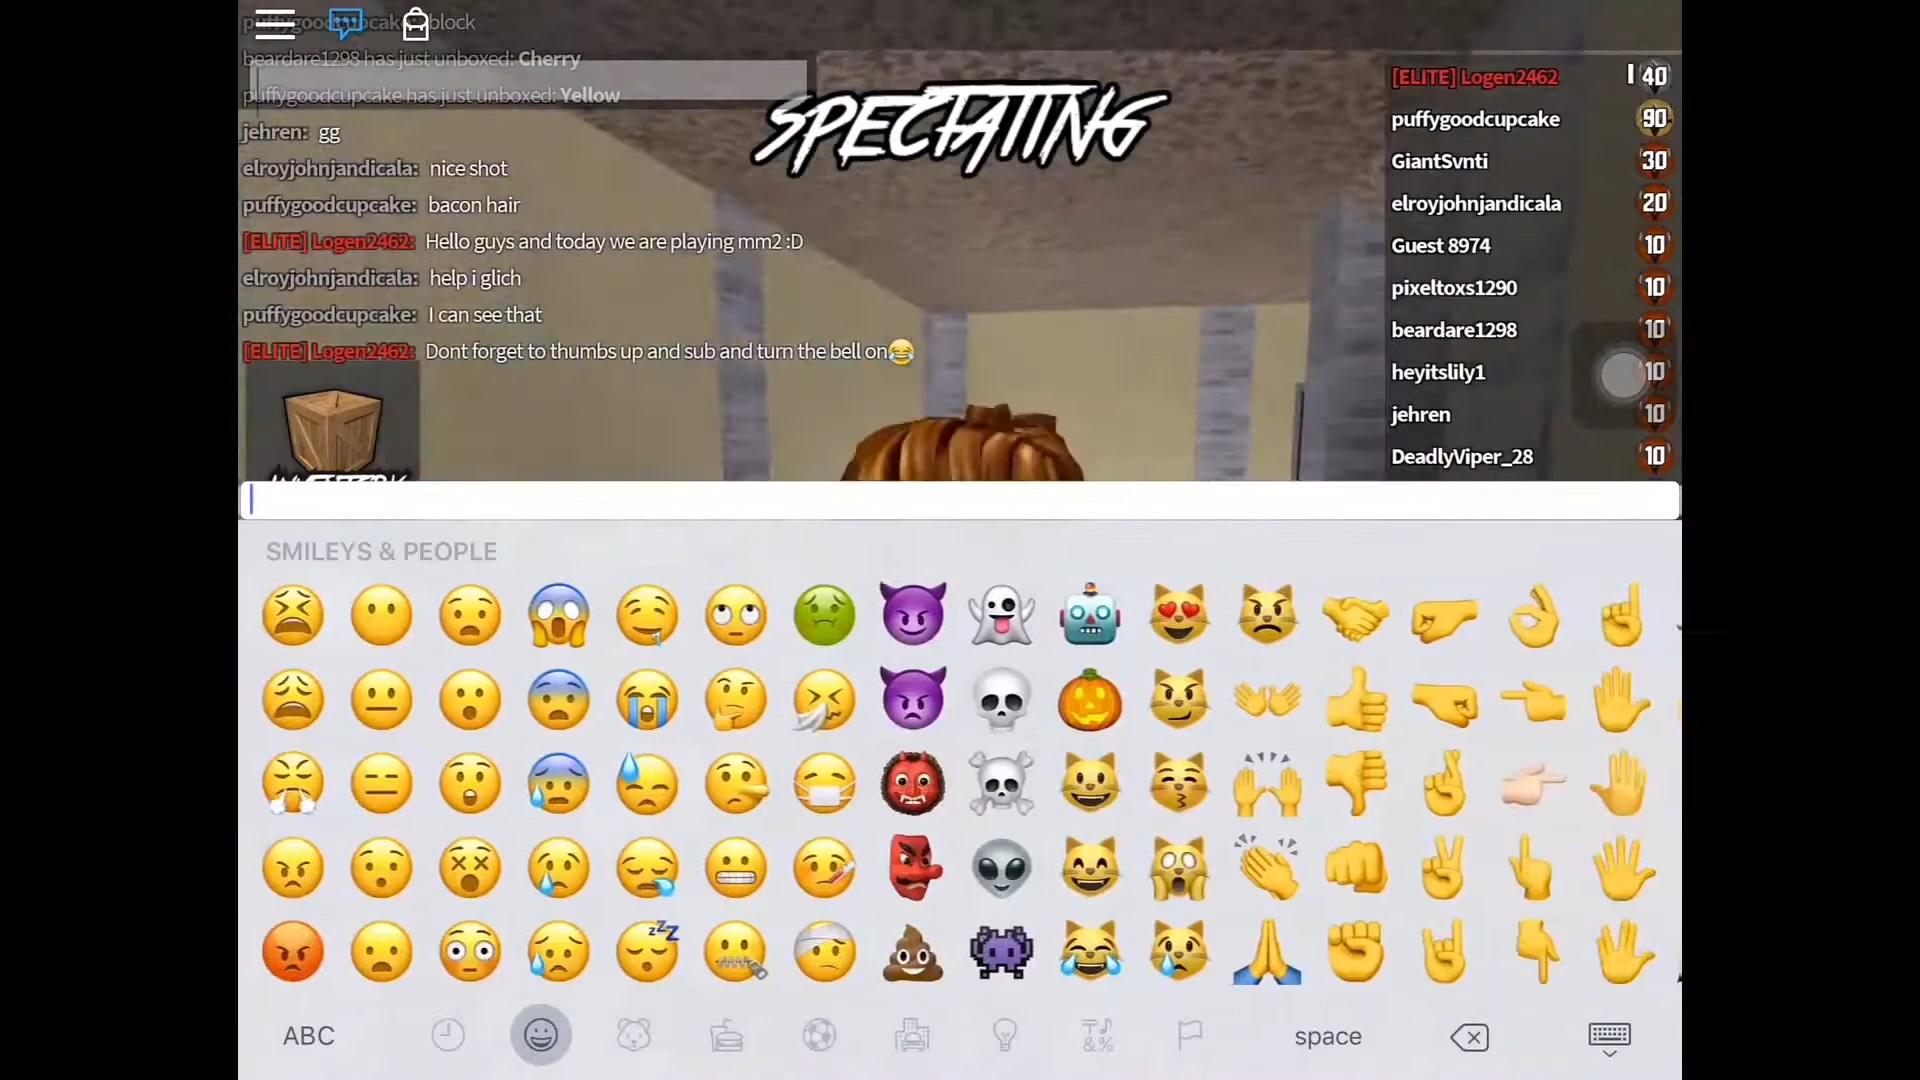 puffygoodcupcake: block
beardare1298 has just unboxed: Cherry
puffygoodcupcake has just unboxed: Yellow
jehren: gg
elroyjohnjandicala: nice shot
puffygoodcupcake: bacon hair
[ELITE] Logen2462: Hello guys and today we are playing mm2 :D
elroyjohnjandicala: help i glich
puffygoodcupcake: I can see that
[ELITE] Logen2462: Dont forget to thumbs up and sub and turn the bell on😂
SPECTATING
[ELITE] Logen2462 40
puffygoodcupcake 90
GiantSvnti 30
elroyjohnjandicala 20
Guest 8974 10
pixeltoxs1290 10
beardare1298 10
heyitslily1 10
jehren 10
DeadlyViper_28 10
SMILEYS & PEOPLE
ABC
space